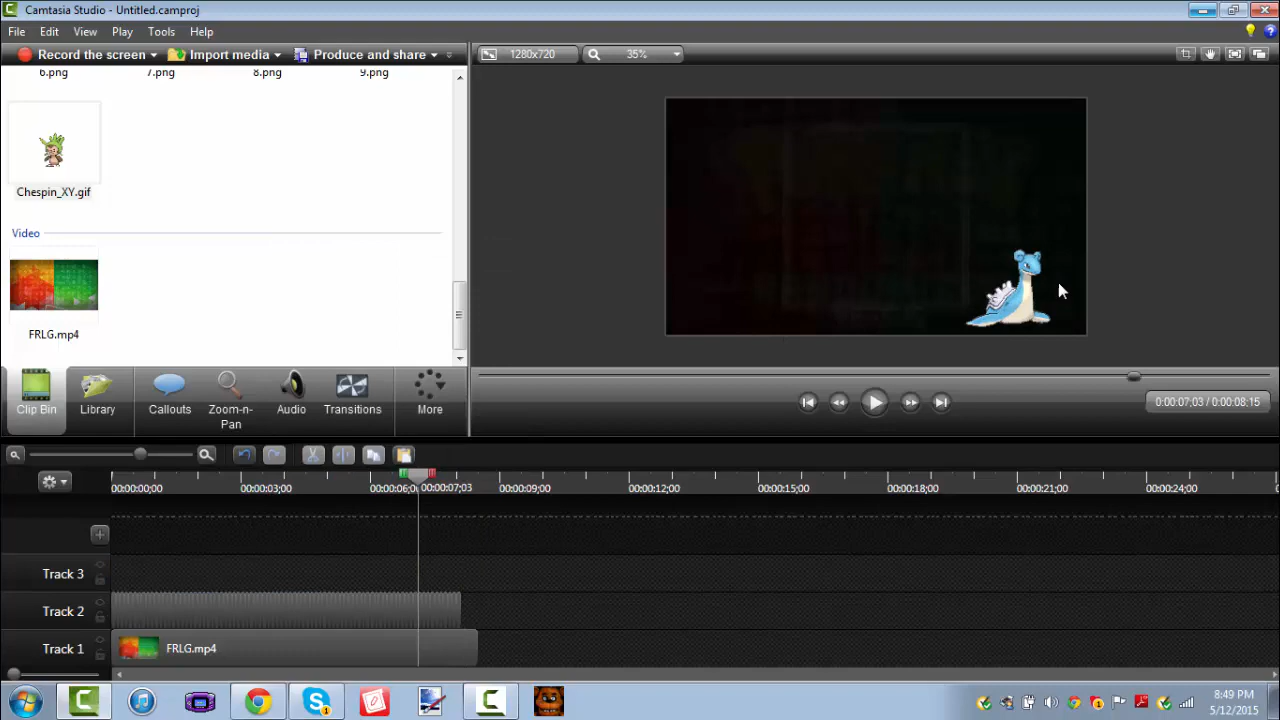 Camtasia Studio - Untitled.camproj
File Edit View Play Tools Help
Record the screen Import media Produce and share
1280x720 35%
6.png 7.png 8.png 9.png
Chespin_XY.gif
Video
FRLG.mp4
Clip Bin Library Callouts Zoom-n-Pan Audio Transitions More
0:00:07;03 / 0:00:08;15
00:00:00;00 00:00:03;00 00:00:07;03 00:00:09;00 00:00:12;00 00:00:15;00 00:00:18;00 00:00:21;00 00:00:24;00
Track 3
Track 2
Track 1 FRLG.mp4
8:49 PM
5/12/2015